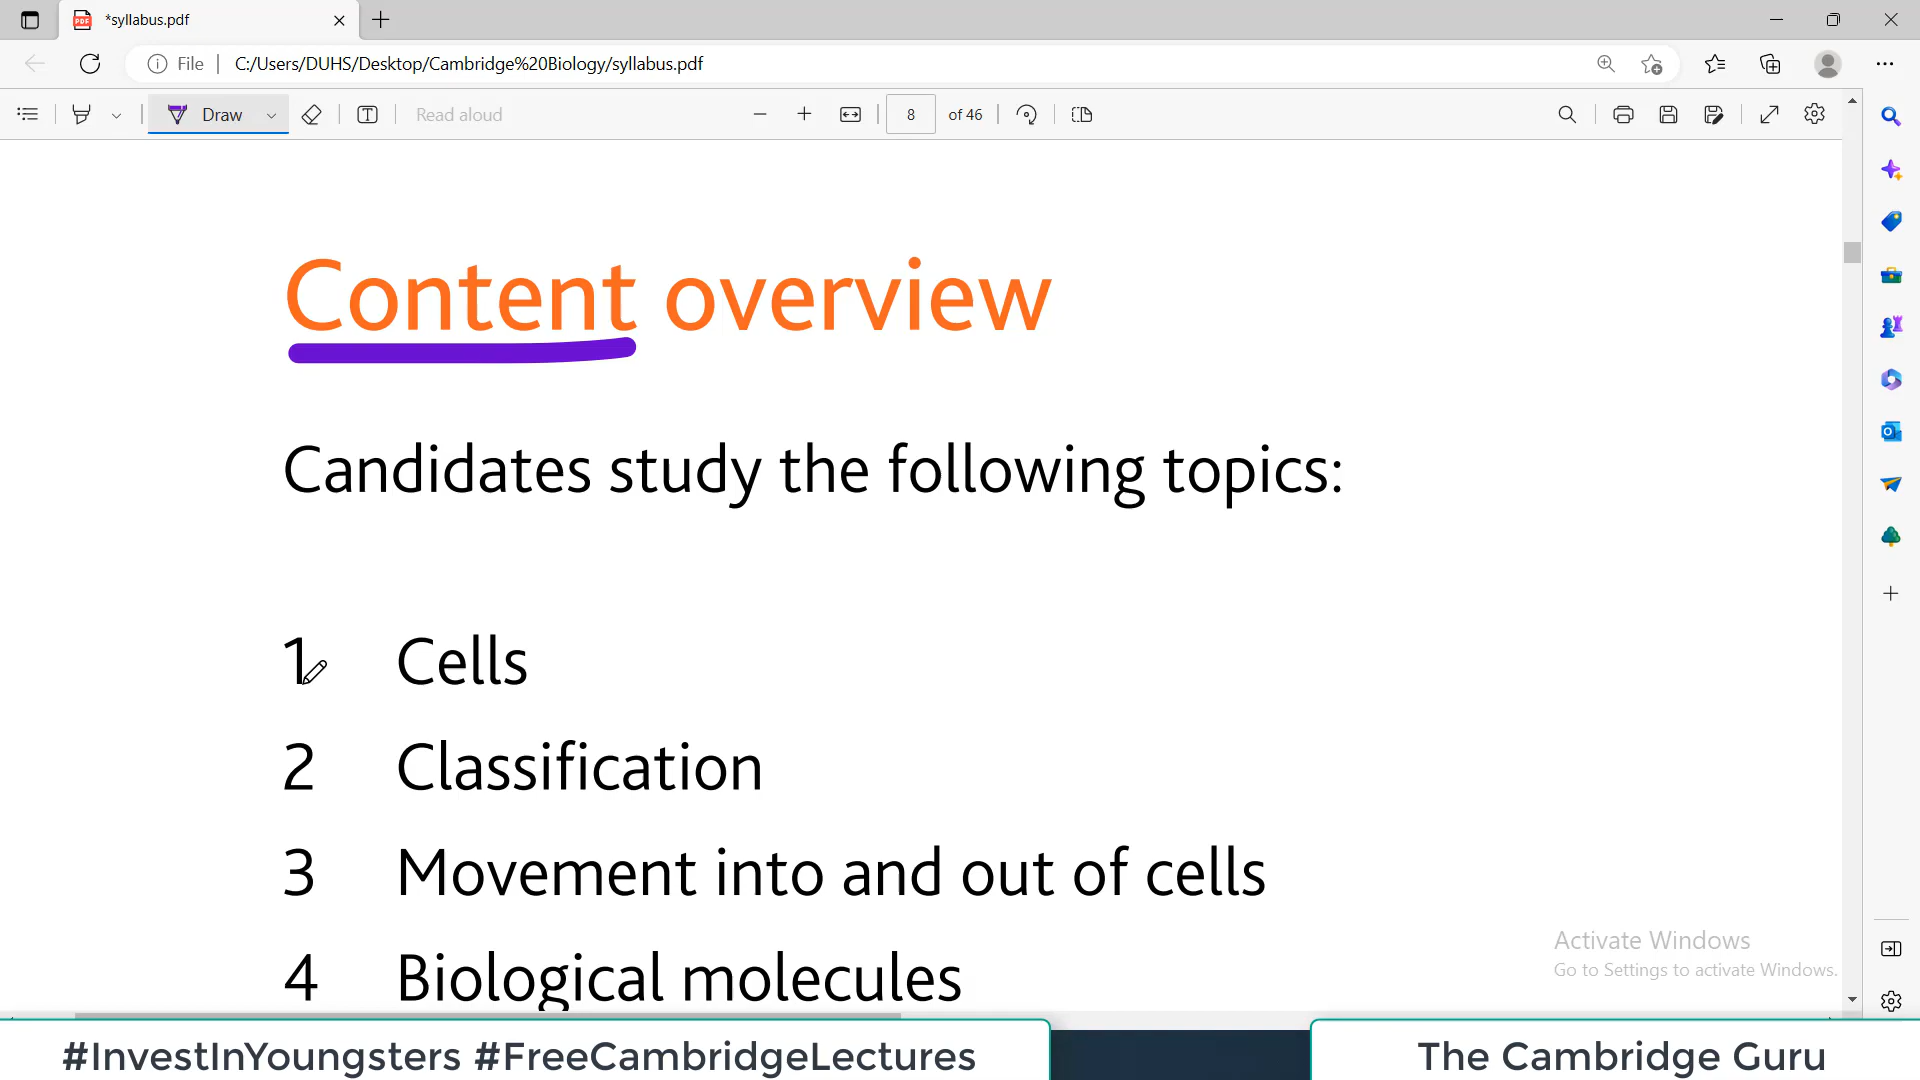 *syllabus.pdf
File
C:/Users/DUHS/Desktop/Cambridge%20Biology/syllabus.pdf
Draw
Read aloud
8 of 46
Content overview
Candidates study the following topics:
1 Cells
2 Classification
3 Movement into and out of cells
4 Biological molecules
Activate Windows
Go to Settings to activate Windows.
#InvestInYoungsters #FreeCambridgeLectures
The Cambridge Guru